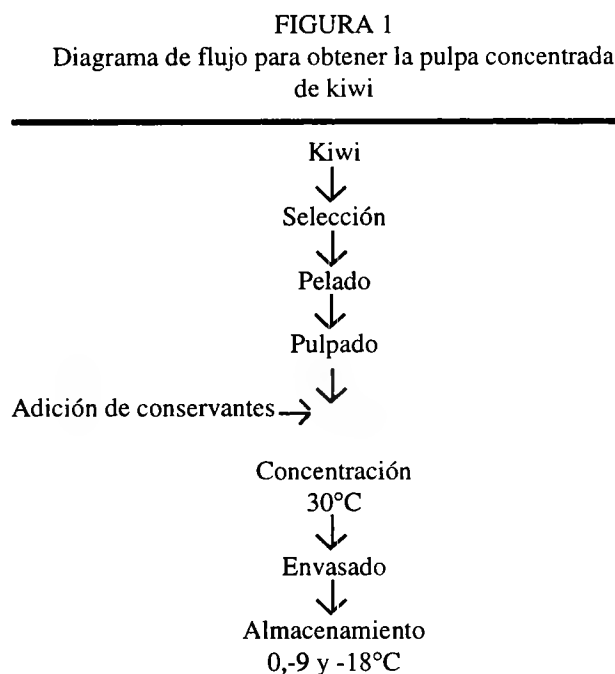 FIGURA 1
Diagrama de flujo para obtener la pulpa concentrada
de kiwi
Kiwi
Selección
Pelado
Pulpado
Adición de conservantes
Concentración
30°C
Envasado
Almacenamiento
0,-9 y -18°C